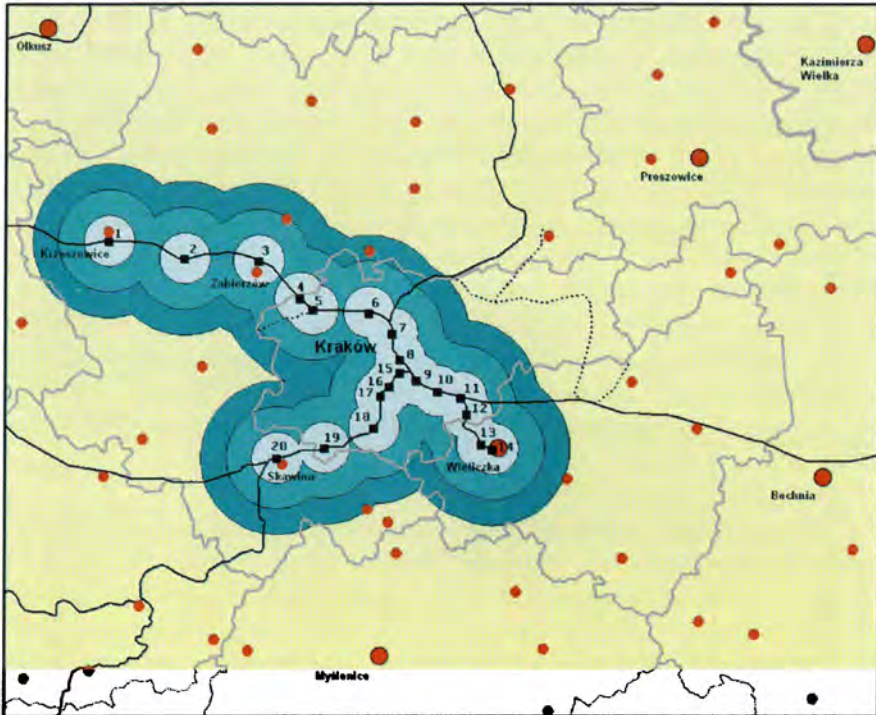 Olkusz
Kazimierza
Wielka
Proszowice
1
Krzeszowice
2
3
Zabierzów
4
5
6
Kraków
7
8
15
9
10
11
16
17
12
18
13
14
19
20
Skawina
Wieliczka
Bochnia
Myślenice